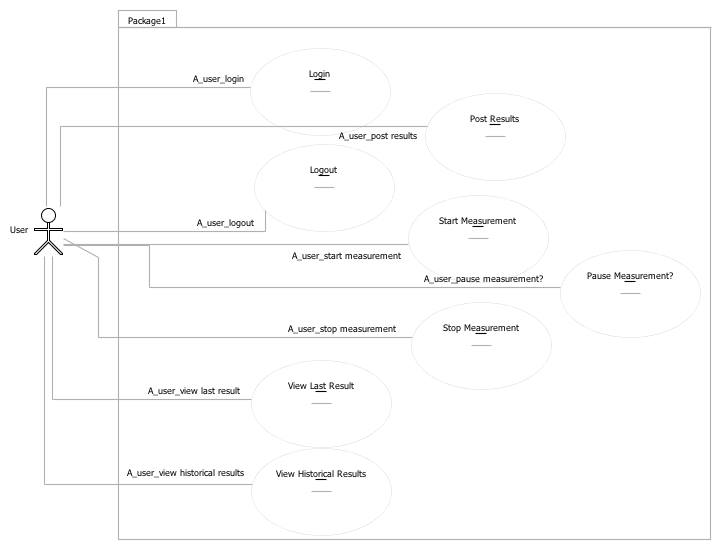 Package1
Login
A_user_login
Post Results
A_user_post results
Logout
A_user_logout
Start Measurement
User
A_user_start measurement
Pause Measurement?
A_user_pause measurement?
Stop Measurement
A_user_stop measurement
View Last Result
A_user_view last result
View Historical Results
A_user_view historical results